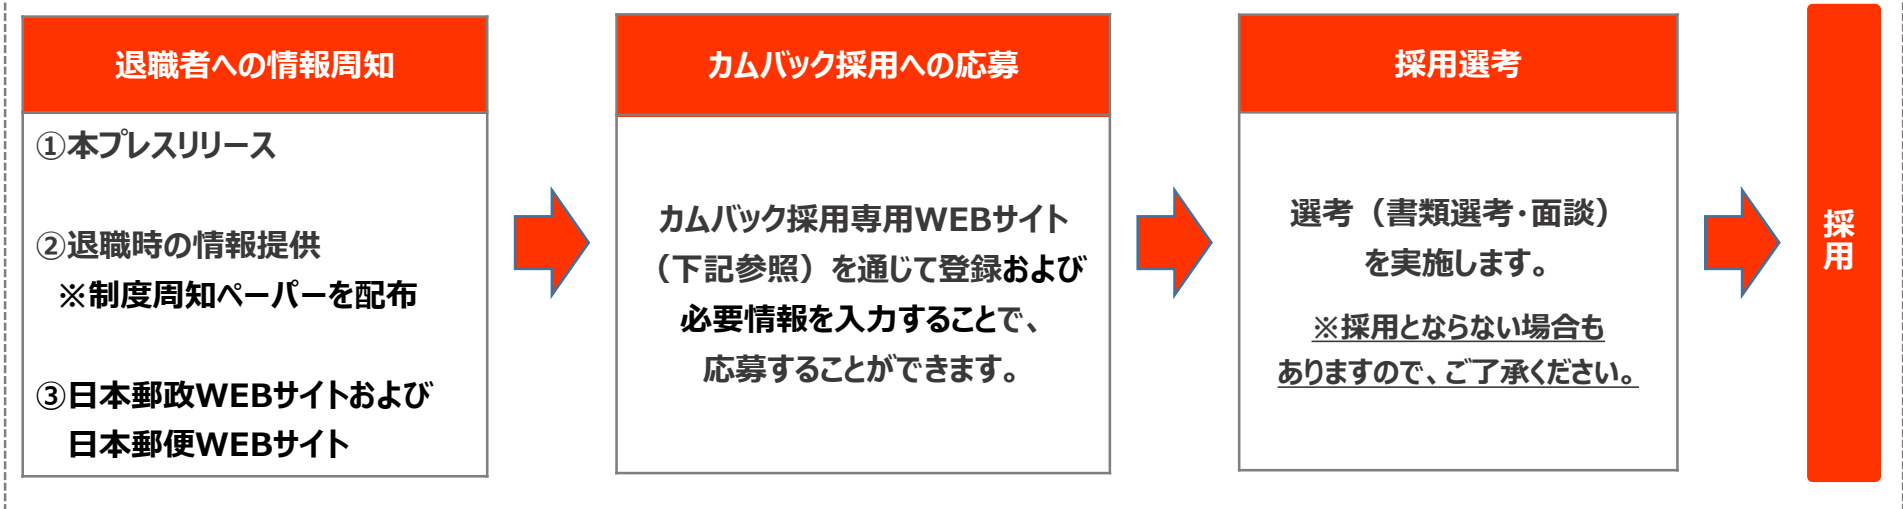 退職者への情報周知
①本プレスリリース
②退職時の情報提供
※制度周知ペーパーを配布
③日本郵政WEBサイトおよび
日本郵便WEBサイト
カムバック採用への応募
カムバック採用専用WEBサイト
（下記参照）を通じて登録および
必要情報を入力することで、
応募することができます。
採用選考
選考（書類選考・面談）
を実施します。
※採用とならない場合も
ありますので、ご了承ください。
採用